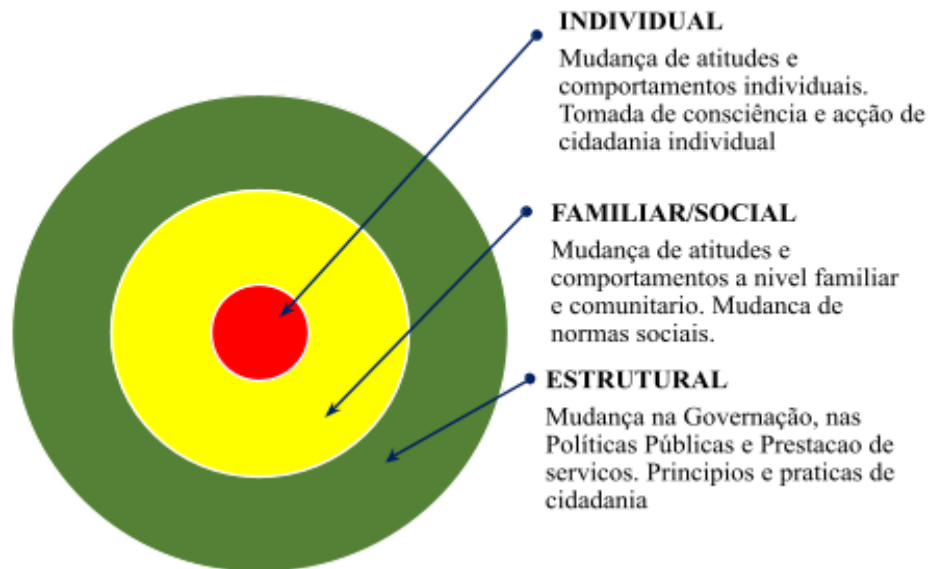 INDIVIDUAL
Mudança de atitudes e
comportamentos individuais.
Tomada de consciência e acção de
cidadania individual
FAMILIAR/SOCIAL
Mudança de atitudes e
comportamentos a nivel familiar
e comunitario. Mudanca de
normas sociais.
ESTRUTURAL
Mudança na Governação, nas
Políticas Públicas e Prestacao de
servicos. Principios e praticas de
cidadania